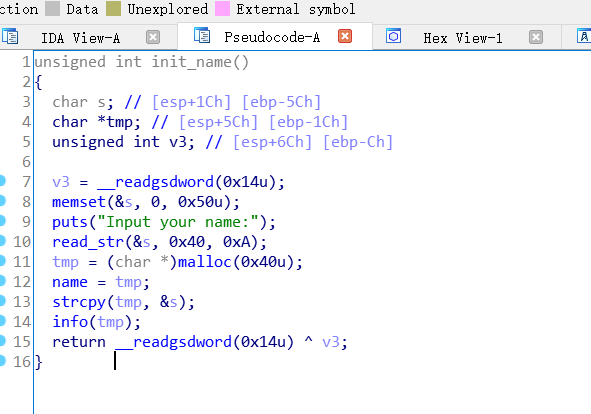 ction Data Unexplored External symbol
IDA View-A Pseudocode-A Hex View-1 A
1 unsigned int init_name()
2 {
3 char s; // [esp+1Ch] [ebp-5Ch]
4 char *tmp; // [esp+5Ch] [ebp-1Ch]
5 unsigned int v3; // [esp+6Ch] [ebp-Ch]
6
7 v3 = __readgsdword(0x14u);
8 memset(&s, 0, 0x50u);
9 puts("Input your name:");
10 read_str(&s, 0x40, 0xA);
11 tmp = (char *)malloc(0x40u);
12 name = tmp;
13 strcpy(tmp, &s);
14 info(tmp);
15 return __readgsdword(0x14u) ^ v3;
16 }